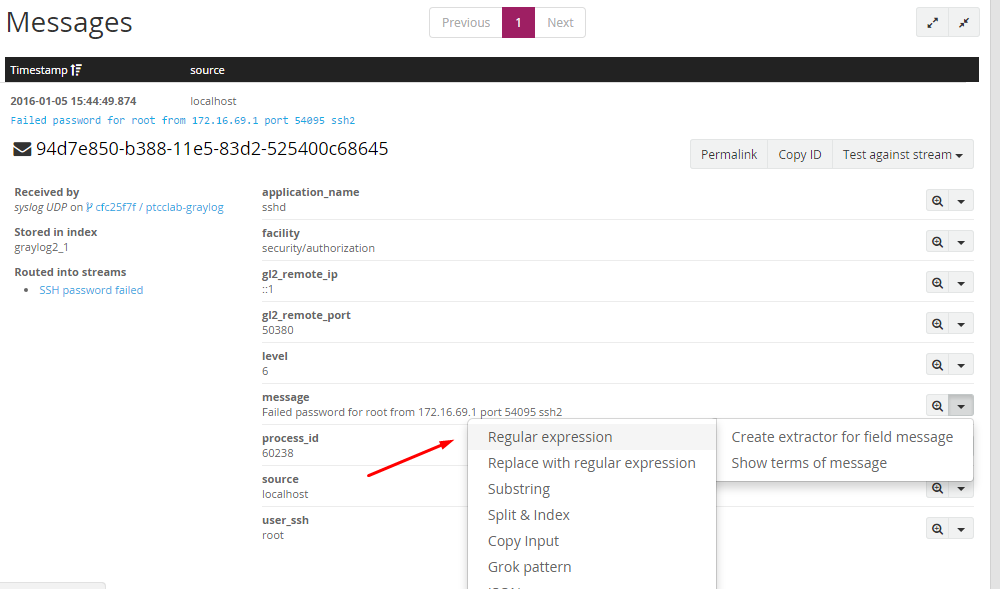 Messages
Previous 1 Next
Timestamp source
2016-01-05 15:44:49.874 localhost
Failed password for root from 172.16.69.1 port 54095 ssh2
94d7e850-b388-11e5-83d2-525400c68645
Permalink Copy ID Test against stream
Received by
syslog UDP on cfc25f7f / ptcclab-graylog
Stored in index
graylog2_1
Routed into streams
SSH password failed
application_name
sshd
facility
security/authorization
gl2_remote_ip
::1
gl2_remote_port
50380
level
6
message
Failed password for root from 172.16.69.1 port 54095 ssh2
process_id
60238
source
localhost
user_ssh
root
Regular expression
Replace with regular expression
Substring
Split & Index
Copy Input
Grok pattern
Create extractor for field message
Show terms of message